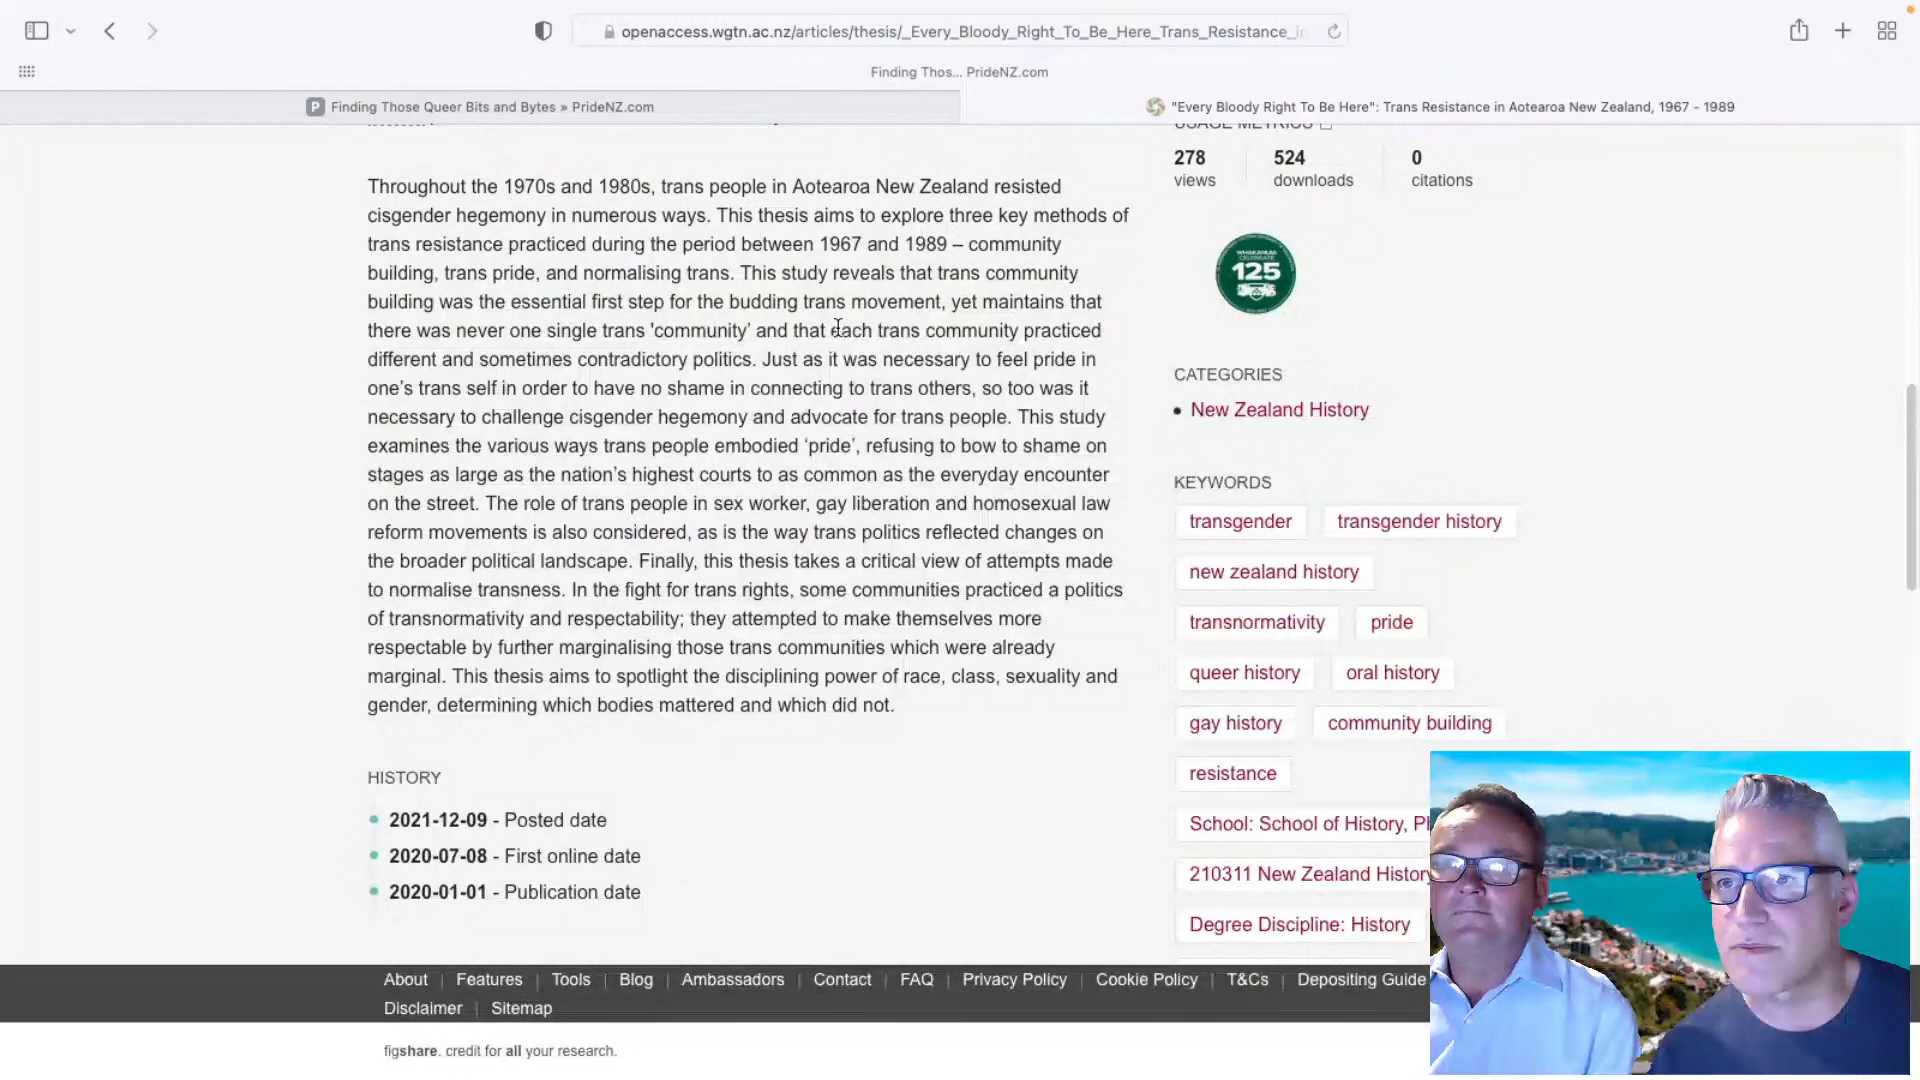 openaccess.wgtn.ac.nz/articles/thesis/_Every_Bloody_Right_To_Be_Here_Trans_Resistance_i
Finding Thos... PrideNZ.com
P Finding Those Queer Bits and Bytes » PrideNZ.com
"Every Bloody Right To Be Here": Trans Resistance in Aotearoa New Zealand, 1967 - 1989
Throughout the 1970s and 1980s, trans people in Aotearoa New Zealand resisted
cisgender hegemony in numerous ways. This thesis aims to explore three key methods of
trans resistance practiced during the period between 1967 and 1989 – community
building, trans pride, and normalising trans. This study reveals that trans community
building was the essential first step for the budding trans movement, yet maintains that
there was never one single trans 'community’ and that each trans community practiced
different and sometimes contradictory politics. Just as it was necessary to feel pride in
one’s trans self in order to have no shame in connecting to trans others, so too was it
necessary to challenge cisgender hegemony and advocate for trans people. This study
examines the various ways trans people embodied ‘pride’, refusing to bow to shame on
stages as large as the nation’s highest courts to as common as the everyday encounter
on the street. The role of trans people in sex worker, gay liberation and homosexual law
reform movements is also considered, as is the way trans politics reflected changes on
the broader political landscape. Finally, this thesis takes a critical view of attempts made
to normalise transness. In the fight for trans rights, some communities practiced a politics
of transnormativity and respectability; they attempted to make themselves more
respectable by further marginalising those trans communities which were already
marginal. This thesis aims to spotlight the disciplining power of race, class, sexuality and
gender, determining which bodies mattered and which did not.
HISTORY
2021-12-09 - Posted date
2020-07-08 - First online date
2020-01-01 - Publication date
USAGE METRICS
278 524 0
views downloads citations
WHAKANUIA
CELEBRATE
125
CATEGORIES
New Zealand History
KEYWORDS
transgender transgender history
new zealand history
transnormativity pride
queer history oral history
gay history community building
resistance
School: School of History, P
210311 New Zealand History
Degree Discipline: History
About Features Tools Blog Ambassadors Contact FAQ Privacy Policy Cookie Policy T&Cs Depositing Guide
Disclaimer Sitemap
figshare. credit for all your research.